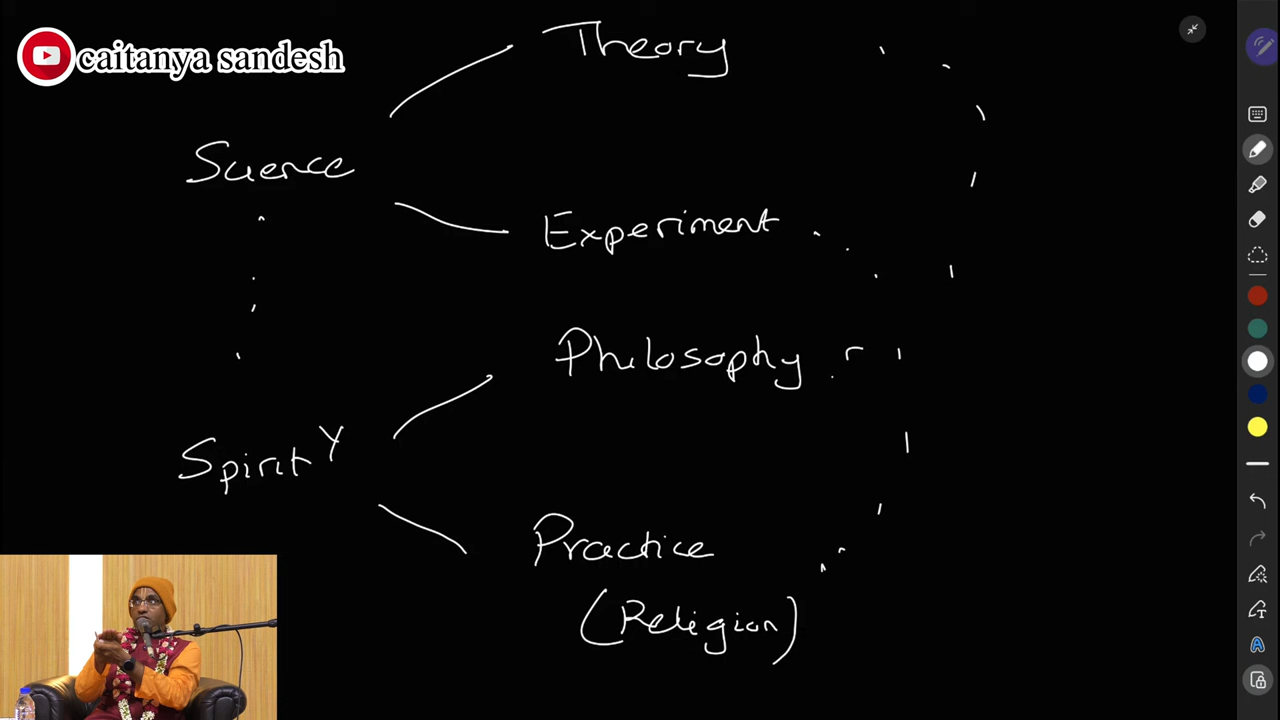 caitanya sandesh
Theory
Science
Experiment
Philosophy
Spirit Y
Practice
(Religion)